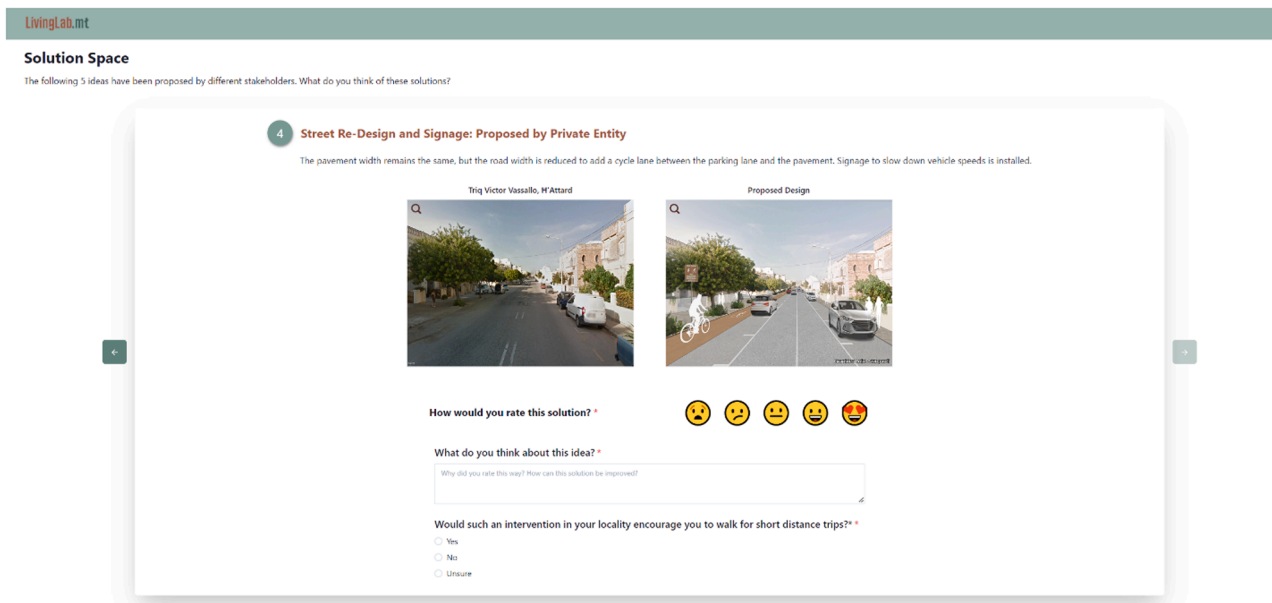 LivingLab.mt
Solution Space
The following 5 ideas have been proposed by different stakeholders. What do you think of these solutions?
4
Street Re-Design and Signage: Proposed by Private Entity
The pavement width remains the same, but the road width is reduced to add a cycle lane between the parking lane and the pavement. Signage to slow down vehicle speeds is installed.
Triq Victor Vassallo, H'Attard
Proposed Design
How would you rate this solution? *
What do you think about this idea? *
Why did you rate this way? How can this solution be improved?
Would such an intervention in your locality encourage you to walk for short distance trips?* *
Yes
No
Unsure